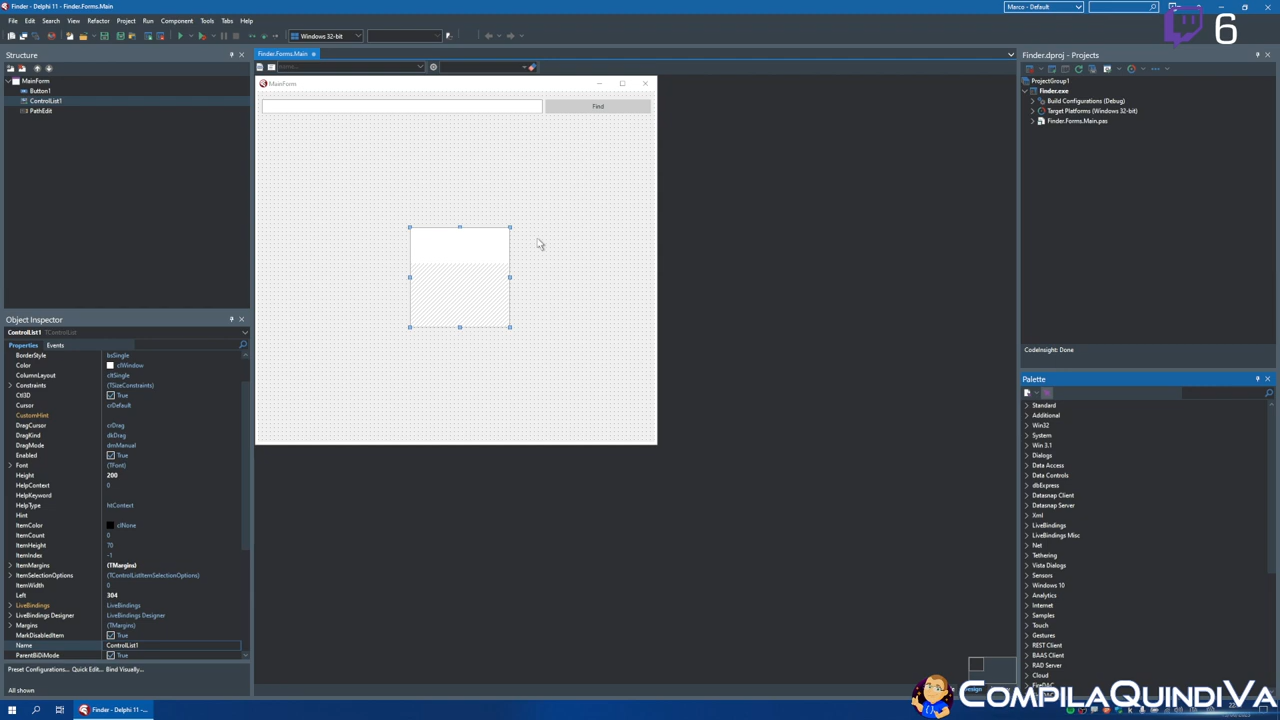 Finder - Delphi 11 - Finder.Forms.Main
Marco - Default
6
File Edit Search View Refactor Project Run Component Tools Tabs Help
Windows 32-bit
Structure
MainForm
Button1
ControlList1
PathEdit
Finder.Forms.Main
name...
MainForm
Find
Finder.dproj - Projects
ProjectGroup1
Finder.exe
Build Configurations (Debug)
Target Platforms (Windows 32-bit)
Finder.Forms.Main.pas
CodeInsight: Done
Object Inspector
ControlList1 TControlList
Properties Events
BorderStyle bsSingle
Color clWindow
ColumnLayout cltSingle
Constraints (TSizeConstraints)
Ctl3D True
Cursor crDefault
CustomHint
DragCursor crDrag
DragKind dkDrag
DragMode dmManual
Enabled True
Font (TFont)
Height 200
HelpContext 0
HelpKeyword
HelpType htContext
Hint
ItemColor clNone
ItemCount 0
ItemHeight 70
ItemIndex -1
ItemMargins (TMargins)
ItemSelectionOptions (TControlListItemSelectionOptions)
ItemWidth 0
Left 304
LiveBindings LiveBindings
LiveBindings Designer LiveBindings Designer
Margins (TMargins)
MarkDisabledItem True
Name ControlList1
ParentBiDiMode True
Preset Configurations... Quick Edit... Bind Visually...
All shown
Palette
Standard
Additional
Win32
System
Win 3.1
Dialogs
Data Access
Data Controls
dbExpress
Datasnap Client
Datasnap Server
Xml
LiveBindings
LiveBindings Misc
Net
Tethering
Vista Dialogs
Sensors
Windows 10
Analytics
Internet
Samples
Touch
Gestures
REST Client
BAAS Client
RAD Server
Cloud
FireDAC
Design
Finder - Delphi 11 -...
CompilaQuindiVa